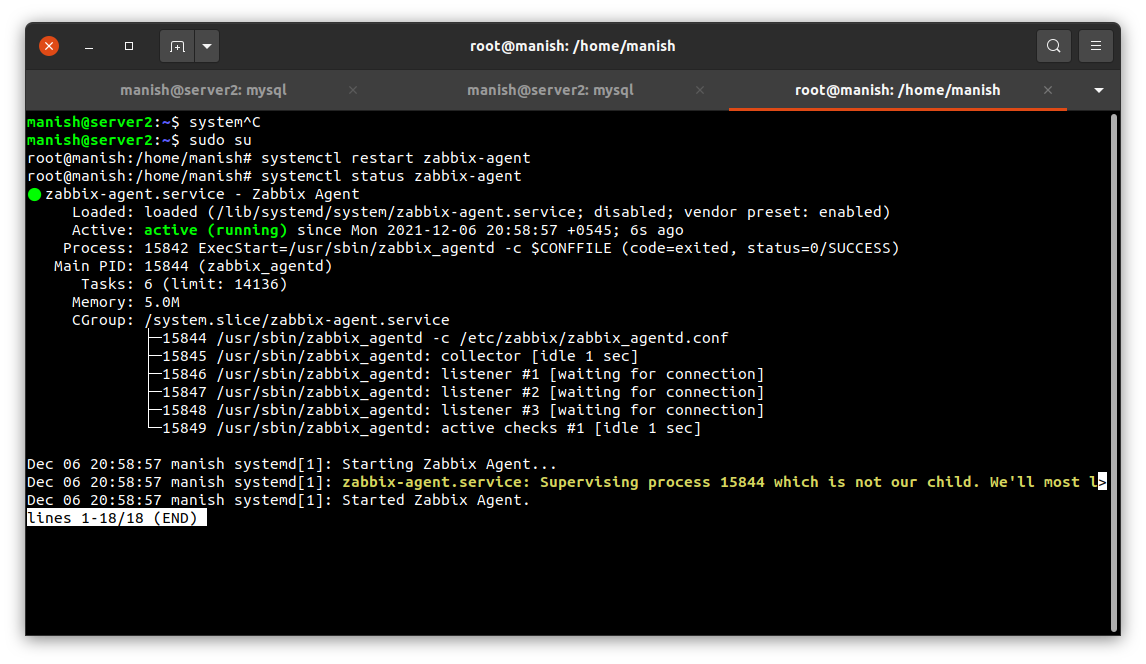 root@manish: /home/manish
manish@server2: mysql
manish@server2: mysql
root@manish: /home/manish
manish@server2:~$ system^C
manish@server2:~$ sudo su
root@manish:/home/manish# systemctl restart zabbix-agent
root@manish:/home/manish# systemctl status zabbix-agent
● zabbix-agent.service - Zabbix Agent
Loaded: loaded (/lib/systemd/system/zabbix-agent.service; disabled; vendor preset: enabled)
Active: active (running) since Mon 2021-12-06 20:58:57 +0545; 6s ago
Process: 15842 ExecStart=/usr/sbin/zabbix_agentd -c $CONFFILE (code=exited, status=0/SUCCESS)
Main PID: 15844 (zabbix_agentd)
Tasks: 6 (limit: 14136)
Memory: 5.0M
CGroup: /system.slice/zabbix-agent.service
├─15844 /usr/sbin/zabbix_agentd -c /etc/zabbix/zabbix_agentd.conf
├─15845 /usr/sbin/zabbix_agentd: collector [idle 1 sec]
├─15846 /usr/sbin/zabbix_agentd: listener #1 [waiting for connection]
├─15847 /usr/sbin/zabbix_agentd: listener #2 [waiting for connection]
├─15848 /usr/sbin/zabbix_agentd: listener #3 [waiting for connection]
└─15849 /usr/sbin/zabbix_agentd: active checks #1 [idle 1 sec]
Dec 06 20:58:57 manish systemd[1]: Starting Zabbix Agent...
Dec 06 20:58:57 manish systemd[1]: zabbix-agent.service: Supervising process 15844 which is not our child. We'll most l>
Dec 06 20:58:57 manish systemd[1]: Started Zabbix Agent.
lines 1-18/18 (END)